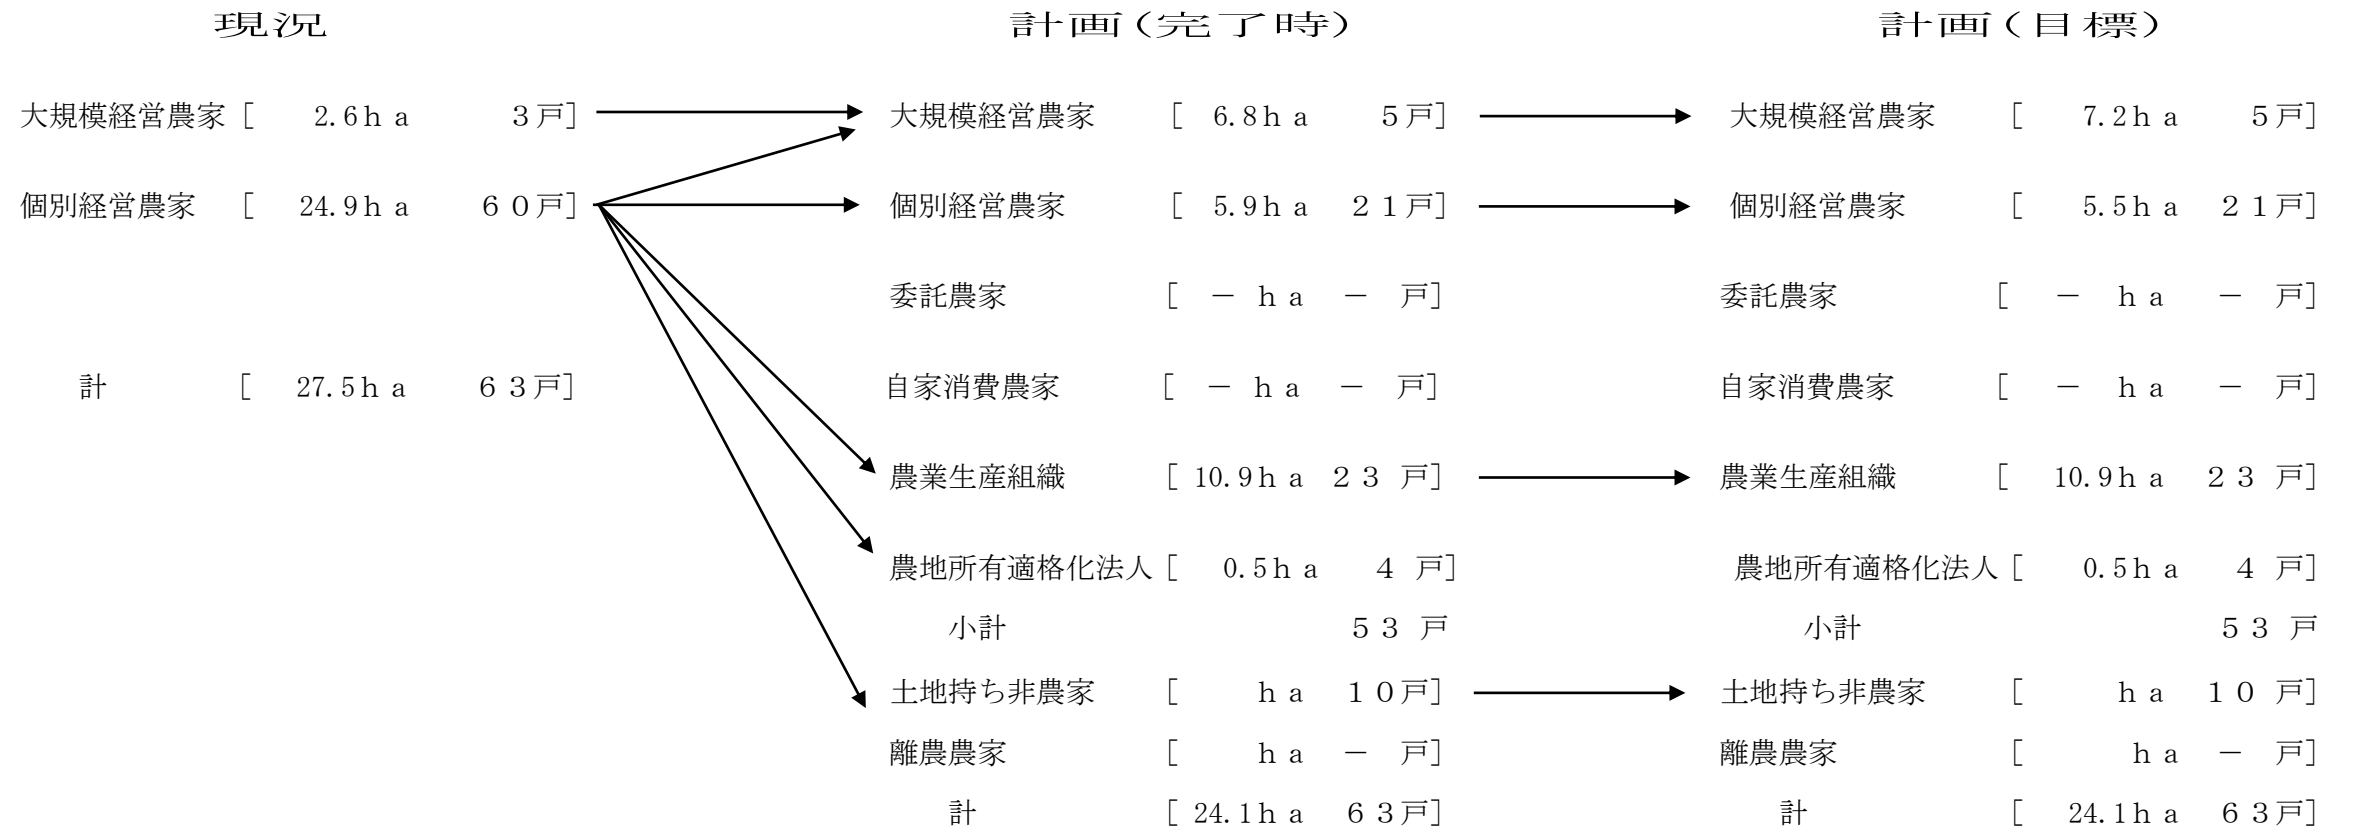 現況 計画(完了時) 計画(目標)
大規模経営農家[ 2.6ha 3戸] 大規模経営農家 [ 6.8ha 5戸] 大規模経営農家 [ 7.2ha 5戸]
個別経営農家 [ 24.9ha 60戸] 個別経営農家 [ 5.9ha 21戸] 個別経営農家 [ 5.5ha 21戸]
委託農家 [ － ha － 戸] 委託農家 [ － ha － 戸]
計 [ 27.5ha 63戸] 自家消費農家 [ － ha － 戸] 自家消費農家 [ － ha － 戸]
農業生産組織 [ 10.9ha 23 戸] 農業生産組織 [ 10.9ha 23 戸]
農地所有適格化法人[ 0.5ha 4 戸] 農地所有適格化法人[ 0.5ha 4 戸]
小計 53 戸 小計 53 戸
土地持ち非農家 [ ha 10戸] 土地持ち非農家 [ ha 10 戸]
離農農家 [ ha － 戸] 離農農家 [ ha － 戸]
計 [ 24.1ha 63戸] 計 [ 24.1ha 63戸]